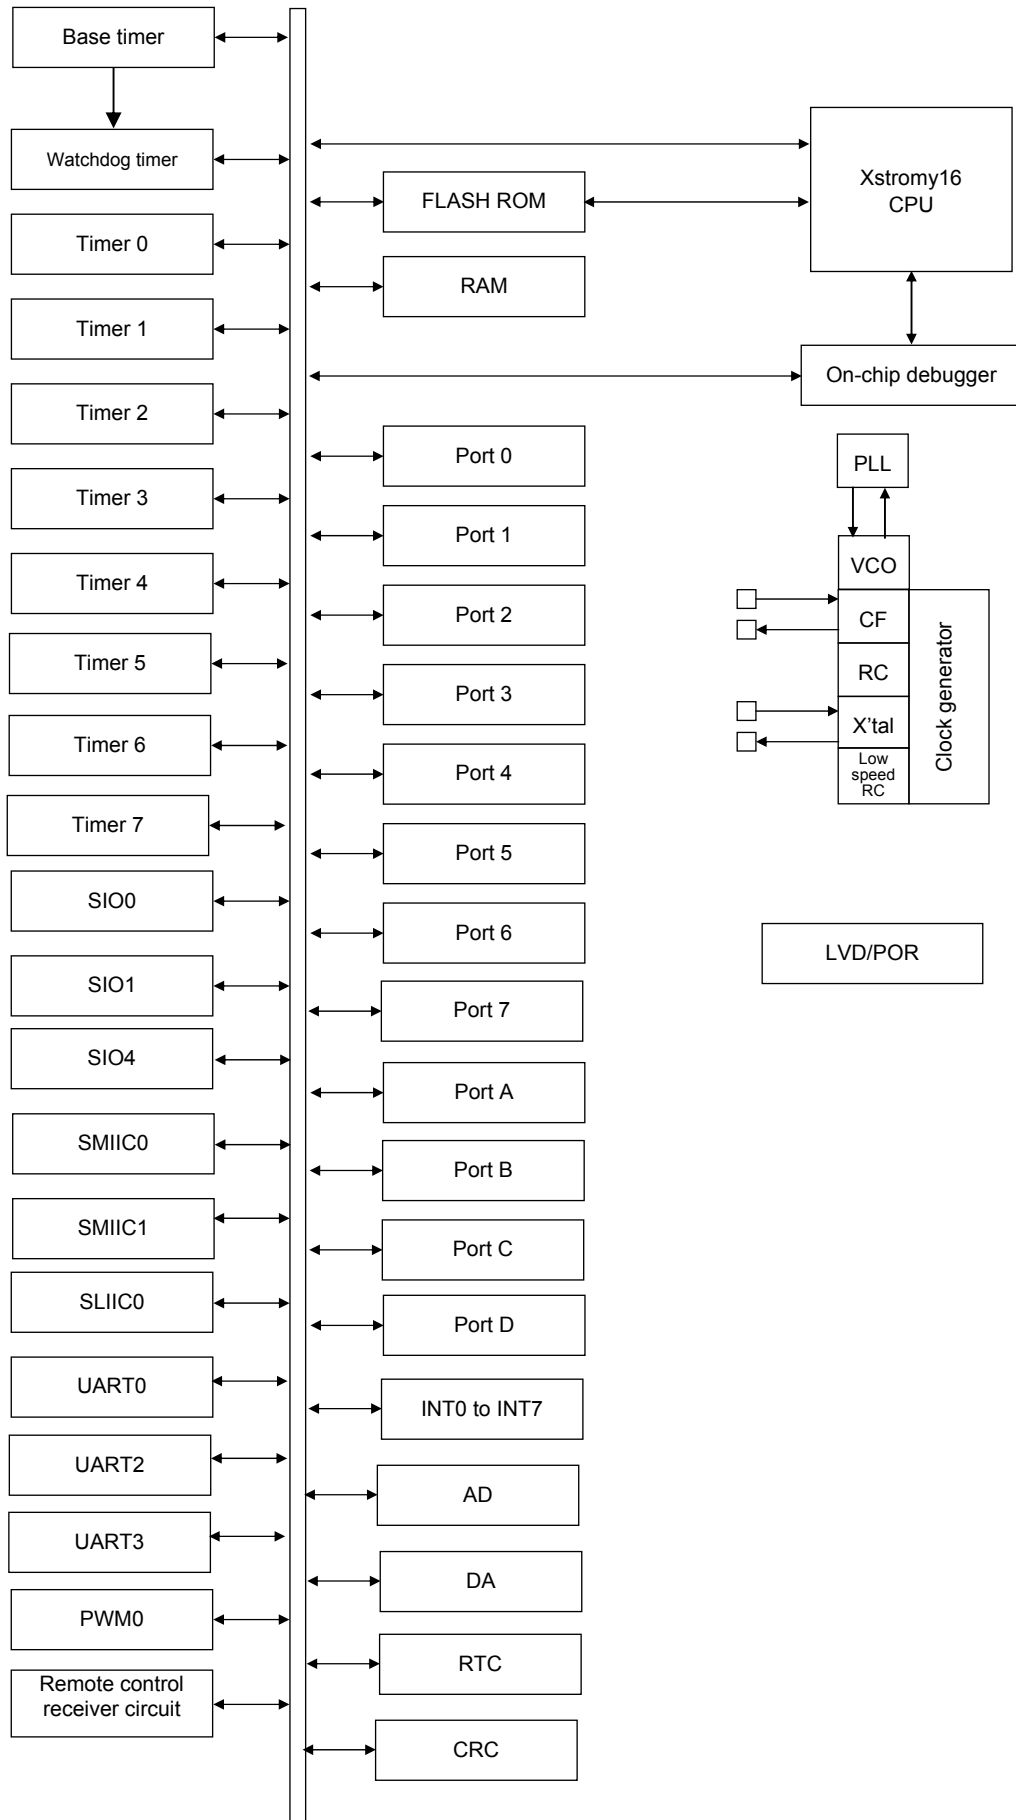 Base timer
Watchdog timer
Timer 0
Timer 1
Timer 2
Timer 3
Timer 4
Timer 5
Timer 6
Timer 7
SIO0
SIO1
SIO4
SMIIC0
SMIIC1
SLIIC0
UART0
UART2
UART3
PWM0
Remote control
receiver circuit
FLASH ROM
RAM
Port 0
Port 1
Port 2
Port 3
Port 4
Port 5
Port 6
Port 7
Port A
Port B
Port C
Port D
INT0 to INT7
AD
DA
RTC
CRC
Xstromy16
CPU
On-chip debugger
PLL
VCO
CF
RC
X'tal
Low
speed
RC
Clock generator
LVD/POR